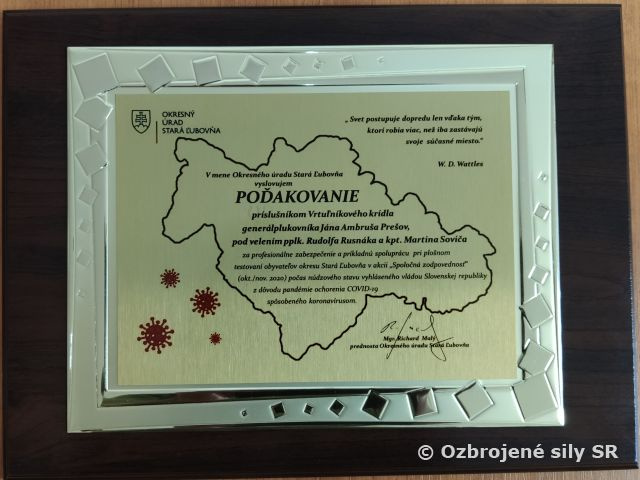 OKRESNÝ
ÚRAD
STARÁ ĽUBOVŇA
„ Svet postupuje dopredu len vďaka tým,
ktorí robia viac, než iba zastávajú
svoje súčasné miesto."
W. D. Wattles
V mene Okresného úradu Stará Ľubovňa
vyslovujem
POĎAKOVANIE
príslušníkom Vrtuľníkového krídla
generálplukovníka Jána Ambruša Prešov,
pod velením pplk. Rudolfa Rusnáka a kpt. Martina Soviča
za profesionálne zabezpečenie a príkladnú spoluprácu pri plošnom
testovaní obyvateľov okresu Stará Ľubovňa v akcii „Spoločná zodpovednosť"
(okt./nov. 2020) počas núdzového stavu vyhláseného vládou Slovenskej republiky
z dôvodu pandémie ochorenia COVID-19
spôsobeného koronavírusom.
Mgr. Richard Malý
prednosta Okresného úradu Stará Ľubovňa
© Ozbrojené sily SR